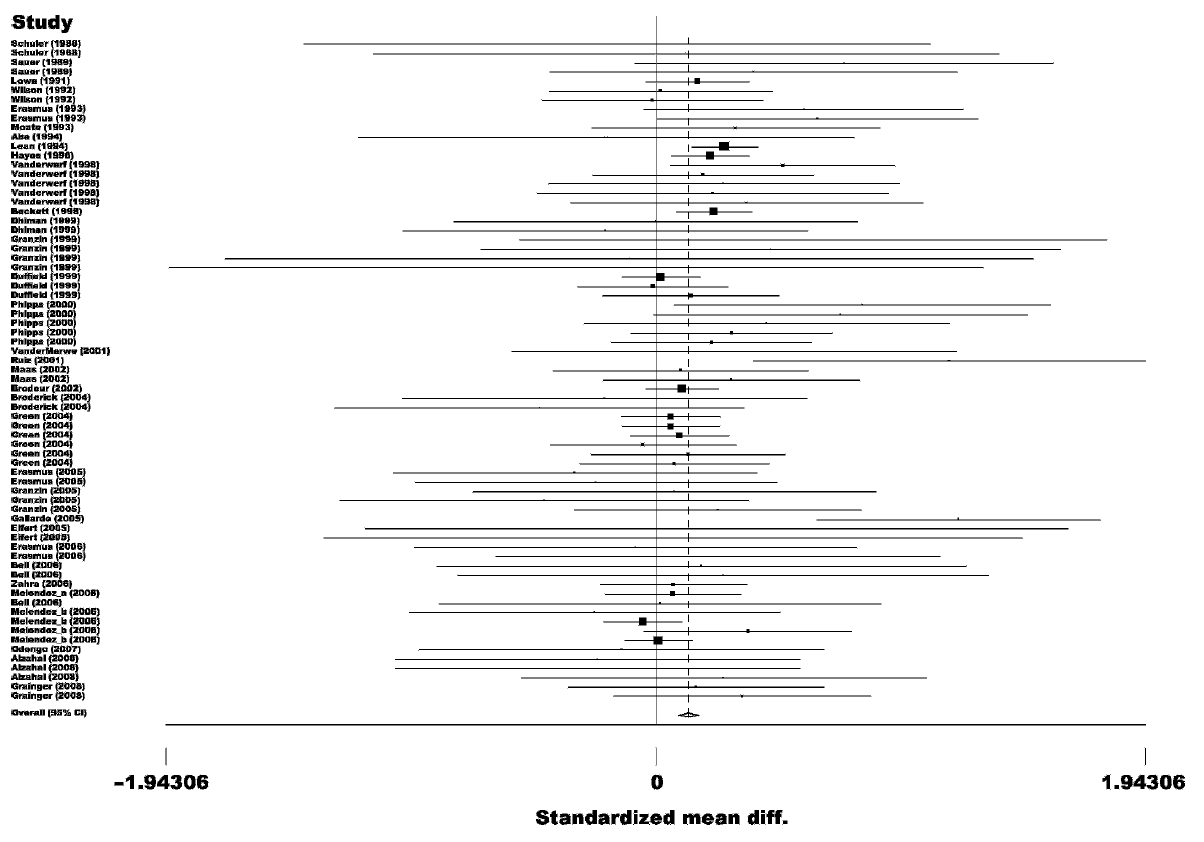 Study
Schuler (1986)
Schuler (1986)
Sauer (1989)
Sauer (1989)
Lowe (1991)
Wilson (1992)
Wilson (1992)
Erasmus (1993)
Erasmus (1993)
Moate (1993)
Abe (1994)
Lean (1994)
Hayes (1996)
Vanderwerf (1998)
Vanderwerf (1998)
Vanderwerf (1998)
Vanderwerf (1998)
Vanderwerf (1998)
Beckett (1998)
Dhiman (1999)
Dhiman (1999)
Granzin (1999)
Granzin (1999)
Granzin (1999)
Granzin (1999)
Duffield (1999)
Duffield (1999)
Duffield (1999)
Phipps (2000)
Phipps (2000)
Phipps (2000)
Phipps (2000)
Phipps (2000)
VanderMerwe (2001)
Ruiz (2001)
Maas (2002)
Maas (2002)
Brodeur (2002)
Broderick (2004)
Broderick (2004)
Green (2004)
Green (2004)
Green (2004)
Green (2004)
Green (2004)
Green (2004)
Erasmus (2005)
Erasmus (2005)
Granzin (2005)
Granzin (2005)
Granzin (2005)
Gallardo (2005)
Eifert (2005)
Eifert (2005)
Erasmus (2006)
Erasmus (2006)
Bell (2006)
Bell (2006)
Zahra (2006)
Melendez_a (2006)
Bell (2006)
Melendez_b (2006)
Melendez_b (2006)
Melendez_b (2006)
Melendez_b (2006)
Odongo (2007)
Alzahal (2008)
Alzahal (2008)
Alzahal (2008)
Grainger (2008)
Grainger (2008)
Overall (95% CI)
-1.94306 0 1.94306
Standardized mean diff.